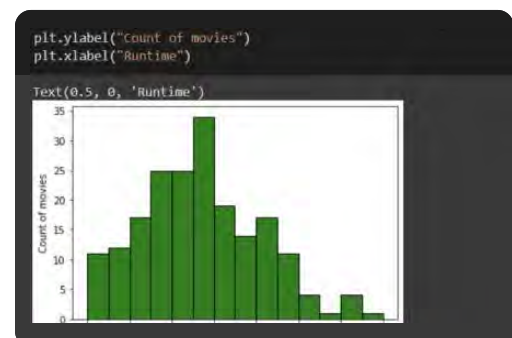 plt.ylabel("Count of movies")
plt.xlabel("Runtime")
Text(0.5, 0, 'Runtime')
35
30
25
20
15
10
5
0
Count of movies